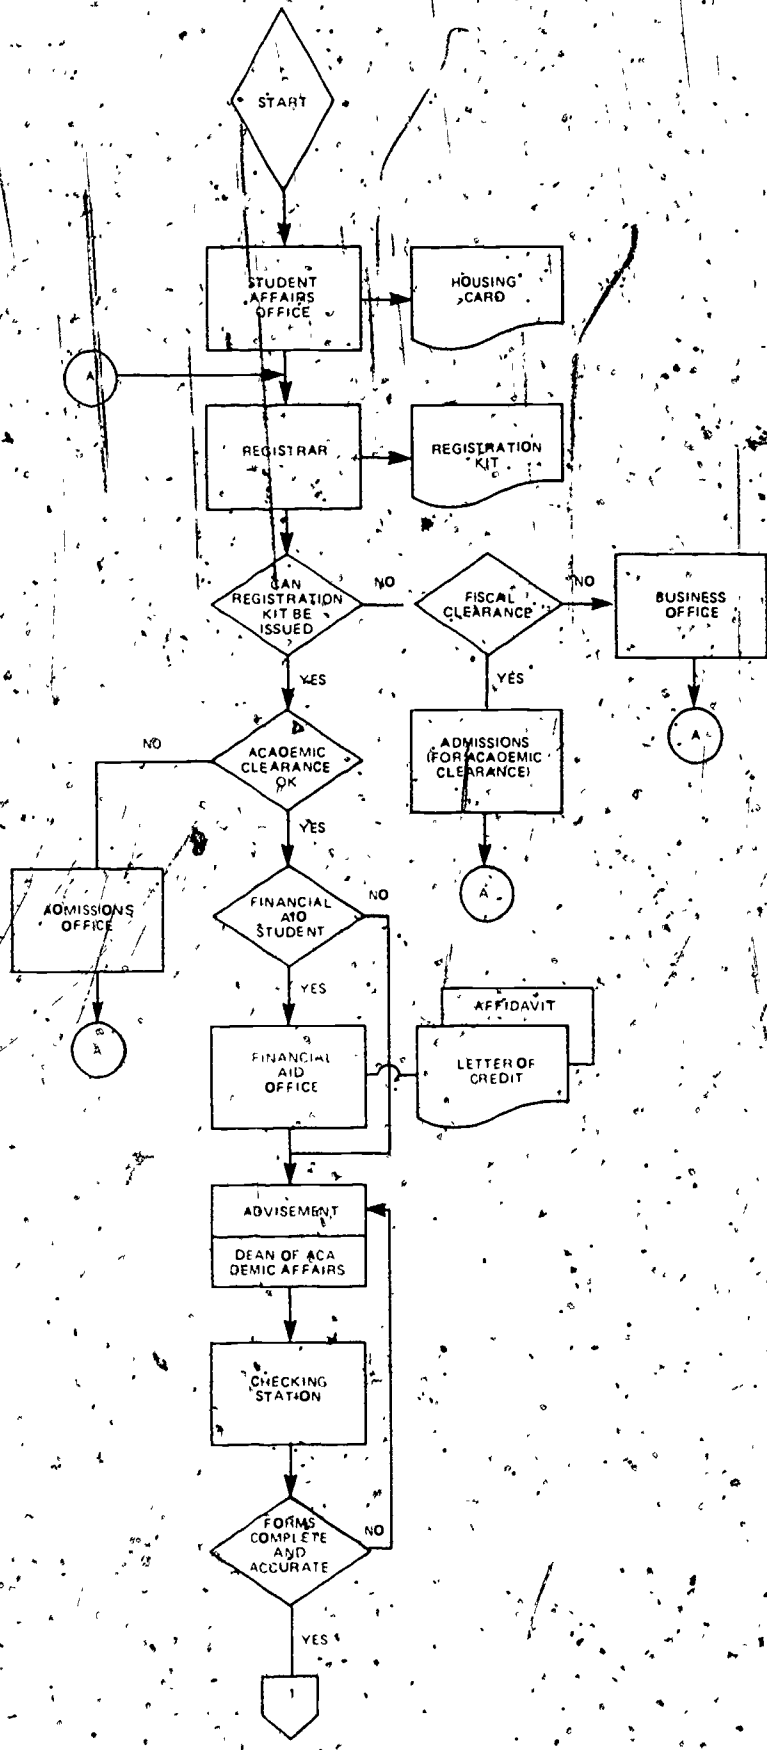 START
STUDENT
AFFAIRS
OFFICE
HOUSING
CARD
A
REGISTRAR
REGISTRATION
KIT
CAN
REGISTRATION
KIT BE
ISSUED
NO
FISCAL
CLEARANCE
NO
BUSINESS
OFFICE
YES
YES
A
ACADEMIC
CLEARANCE
OK
NO
ADMISSIONS
(FOR ACADEMIC
CLEARANCE)
YES
A
ADMISSIONS
OFFICE
FINANCIAL
AID
STUDENT
NO
YES
A
AFFIDAVIT
FINANCIAL
AID
OFFICE
LETTER OF
CREDIT
ADVISEMENT
DEAN OF ACA
DEMIC AFFAIRS
CHECKING
STATION
FORMS
COMPLETE
AND
ACCURATE
NO
YES
1